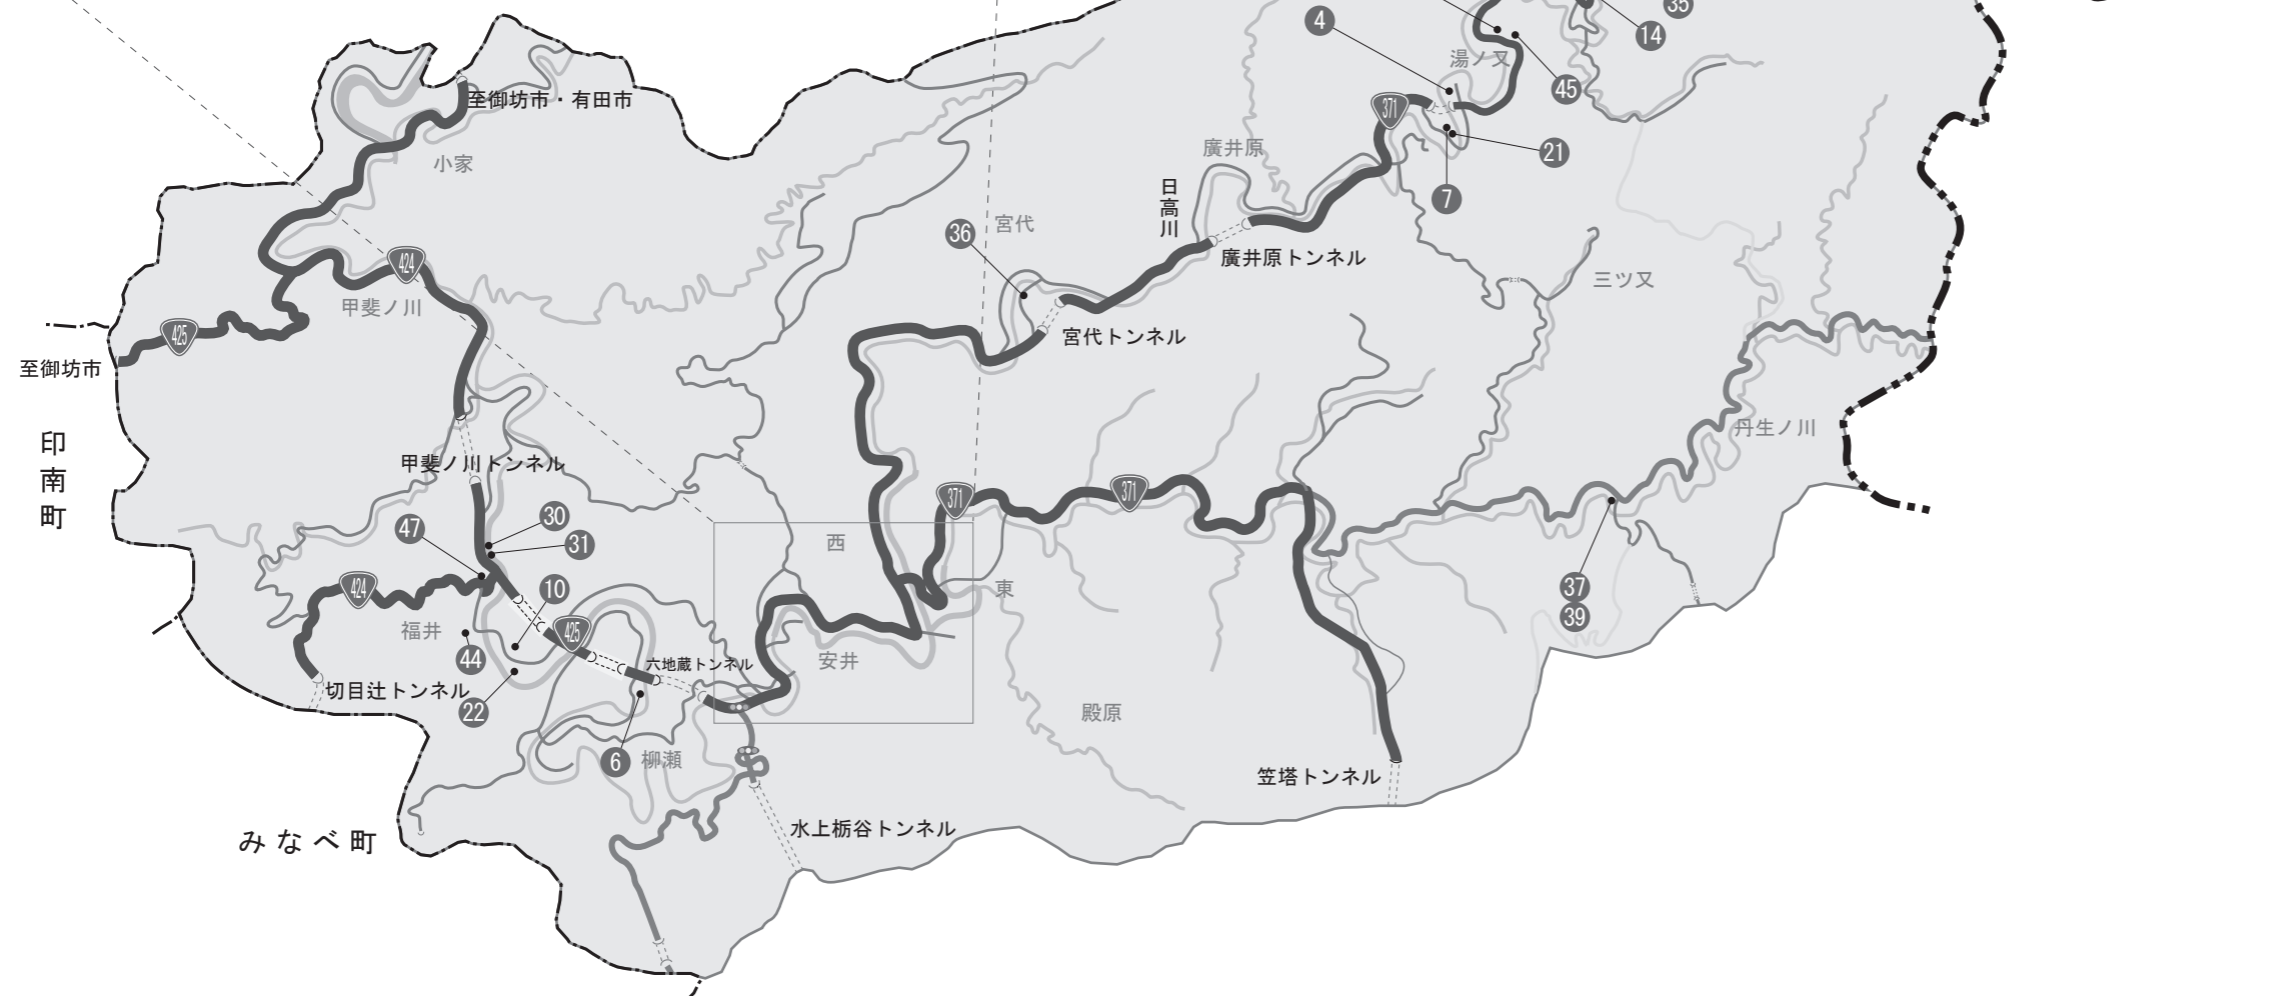 35
4
14
湯ノ又
45
371
至御坊市・有田市
小家
21
7
廣井原
日高川
宮代
36
廣井原トンネル
424
三ツ又
甲斐ノ川
425
至御坊市
宮代トンネル
丹生ノ川
印南町
甲斐ノ川トンネル
371
371
47
30
31
西
424
10
東
37
39
福井
425
44
六地蔵トンネル
安井
切目辻トンネル
22
殿原
6
柳瀬
笠塔トンネル
水上栃谷トンネル
みなべ町